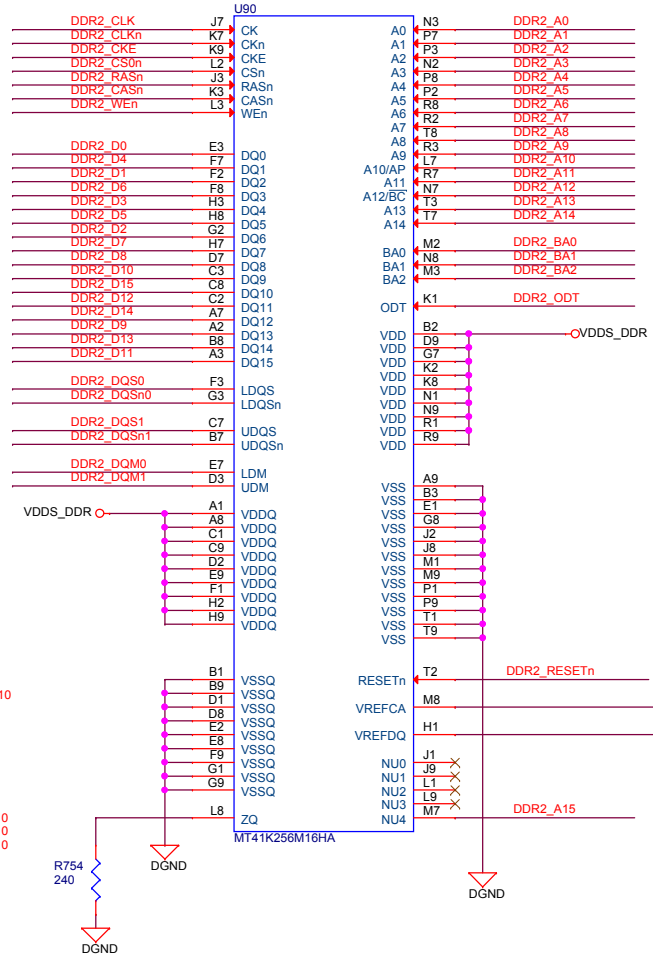 U90
DDR2_CLK J7 CK A0 N3 DDR2_A0
DDR2_CLKn K7 CKn A1 P7 DDR2_A1
DDR2_CKE K9 CKE A2 P3 DDR2_A2
DDR2_CS0n L2 CSn A3 N2 DDR2_A3
DDR2_RASn J3 RASn A4 P8 DDR2_A4
DDR2_CASn K3 CASn A5 P2 DDR2_A5
DDR2_WEn L3 WEn A6 R8 DDR2_A6
A7 R2 DDR2_A7
A8 T8 DDR2_A8
DDR2_D0 E3 DQ0 A9 R3 DDR2_A9
DDR2_D4 F7 DQ1 A10/AP L7 DDR2_A10
DDR2_D1 F2 DQ2 A11 R7 DDR2_A11
DDR2_D6 F8 DQ3 A12/BC N7 DDR2_A12
DDR2_D3 H3 DQ4 A13 T3 DDR2_A13
DDR2_D5 H8 DQ5 A14 T7 DDR2_A14
DDR2_D2 G2 DQ6
DDR2_D7 H7 DQ7 BA0 M2 DDR2_BA0
DDR2_D8 D7 DQ8 BA1 N8 DDR2_BA1
DDR2_D10 C3 DQ9 BA2 M3 DDR2_BA2
DDR2_D15 C8 DQ10
DDR2_D12 C2 DQ11 ODT K1 DDR2_ODT
DDR2_D14 A7 DQ12
DDR2_D9 A2 DQ13 VDD B2 VDDS_DDR
DDR2_D13 B8 DQ14 VDD D9
DDR2_D11 A3 DQ15 VDD G7
VDD K2
DDR2_DQS0 F3 LDQS VDD K8
DDR2_DQSn0 G3 LDQSn VDD N1
VDD N9
DDR2_DQS1 C7 UDQS VDD R1
DDR2_DQSn1 B7 UDQSn VDD R9
DDR2_DQM0 E7 LDM
DDR2_DQM1 D3 UDM VSS A9
VSS B3
VDDS_DDR A1 VDDQ VSS E1
A8 VDDQ VSS G8
C1 VDDQ VSS J2
C9 VDDQ VSS J8
D2 VDDQ VSS M1
E9 VDDQ VSS M9
F1 VDDQ VSS P1
H2 VDDQ VSS P9
H9 VDDQ VSS T1
VSS T9
B1 VSSQ RESETn T2 DDR2_RESETn
B9 VSSQ
10 D1 VSSQ VREFCA M8
D8 VSSQ
E2 VSSQ VREFDQ H1
E8 VSSQ
F9 VSSQ NU0 J1
G1 VSSQ NU1 J9
G9 VSSQ NU2 L1
NU3 L9
0 L8 ZQ NU4 M7 DDR2_A15
0
0
MT41K256M16HA
R754
240
DGND
DGND
DGND